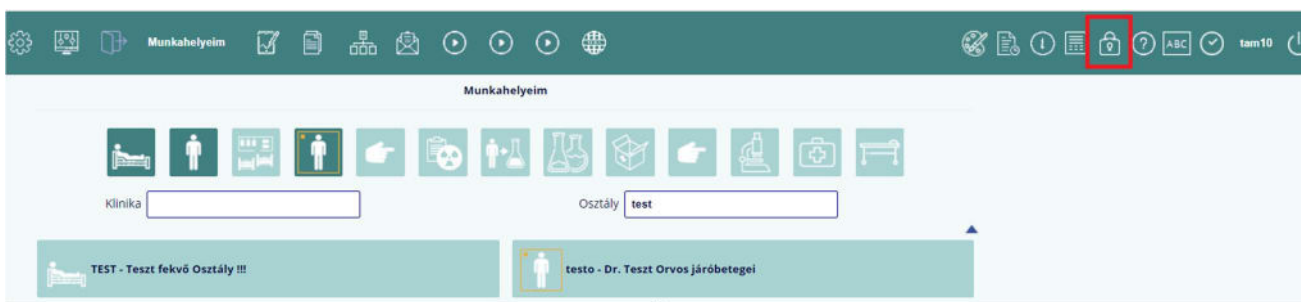 Munkahelyeim ABC tam10
Munkahelyeim
Klinika Osztály test
TEST - Teszt fekvő Osztály !!! testo - Dr. Teszt Orvos járóbetegei